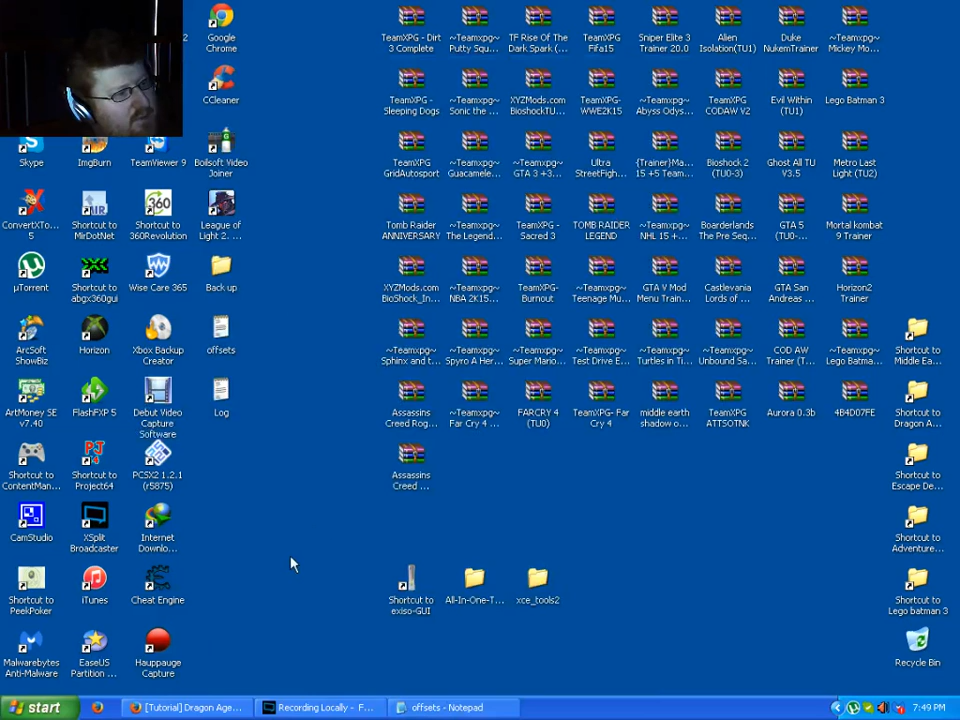 2
Google
Chrome
TeamXPG - Dirt
3 Complete
~Teamxpg~
Putty Squ...
TF Rise Of The
Dark Spark (...
TeamXPG
Fifa15
Sniper Elite 3
Trainer 20.0
Alien
Isolation(TU1)
Duke
NukemTrainer
~Teamxpg~
Mickey Mo...
CCleaner
TeamXPG -
Sleeping Dogs
~Teamxpg~
Sonic the ...
XYZMods.com
BioshockTU...
TeamXPG-
WWE2K15
~Teamxpg~
Abyss Odys...
TeamXPG
CODAW V2
Evil Within
(TU1)
Lego Batman 3
Skype
ImgBurn
TeamViewer 9
Boilsoft Video
Joiner
TeamXPG
GridAutosport
~Teamxpg~
Guacamele...
~Teamxpg~
GTA 3 +3...
Ultra
StreetFigh...
{Trainer}Ma...
15 +5 Team...
Bioshock 2
(TU0-3)
Ghost All TU
V3.5
Metro Last
Light (TU2)
ConvertXTo...
5
Shortcut to
MirDotNet
Shortcut to
360Revolution
League of
Light 2. ...
Tomb Raider
ANNIVERSARY
~Teamxpg~
The Legend...
TeamXPG -
Sacred 3
TOMB RAIDER
LEGEND
~Teamxpg~
NHL 15 +...
Boarderlands
The Pre Seq...
GTA 5
(TU0-...
Mortal kombat
9 Trainer
µTorrent
Shortcut to
abgx360gui
Wise Care 365
Back up
XYZMods.com
BioShock_In...
~Teamxpg~
NBA 2K15...
TeamXPG-
Burnout
~Teamxpg~
Teenage Mu...
GTA V Mod
Menu Train...
Castlevania
Lords of ...
GTA San
Andreas ...
Horizon2
Trainer
ArcSoft
ShowBiz
Horizon
Xbox Backup
Creator
offsets
~Teamxpg~
Sphinx and t...
~Teamxpg~
Spyro A Her...
~Teamxpg~
Super Mario...
~Teamxpg~
Test Drive E...
~Teamxpg~
Turtles in Ti...
~Teamxpg~
Unbound Sa...
COD AW
Trainer (T...
~Teamxpg~
Lego Batma...
Shortcut to
Middle Ea...
ArtMoney SE
v7.40
FlashFXP 5
Debut Video
Capture
Software
Log
Assassins
Creed Rog...
~Teamxpg~
Far Cry 4 ...
FARCRY 4
(TU0)
TeamXPG- Far
Cry 4
middle earth
shadow o...
TeamXPG
ATTSOTNK
Aurora 0.3b
4B4D07FE
Shortcut to
Dragon A...
Shortcut to
ContentMan...
Shortcut to
Project64
PCSX2 1.2.1
(r5875)
Assassins
Creed ...
Shortcut to
Escape De...
CamStudio
XSplit
Broadcaster
Internet
Downlo...
Shortcut to
Adventure...
Shortcut to
PeekPoker
iTunes
Cheat Engine
Shortcut to
exiso-GUI
All-In-One-T...
xce_tools2
Shortcut to
Lego batman 3
Malwarebytes
Anti-Malware
EaseUS
Partition ...
Hauppauge
Capture
Recycle Bin
start
[Tutorial] Dragon Age...
Recording Locally - F...
offsets - Notepad
7:49 PM